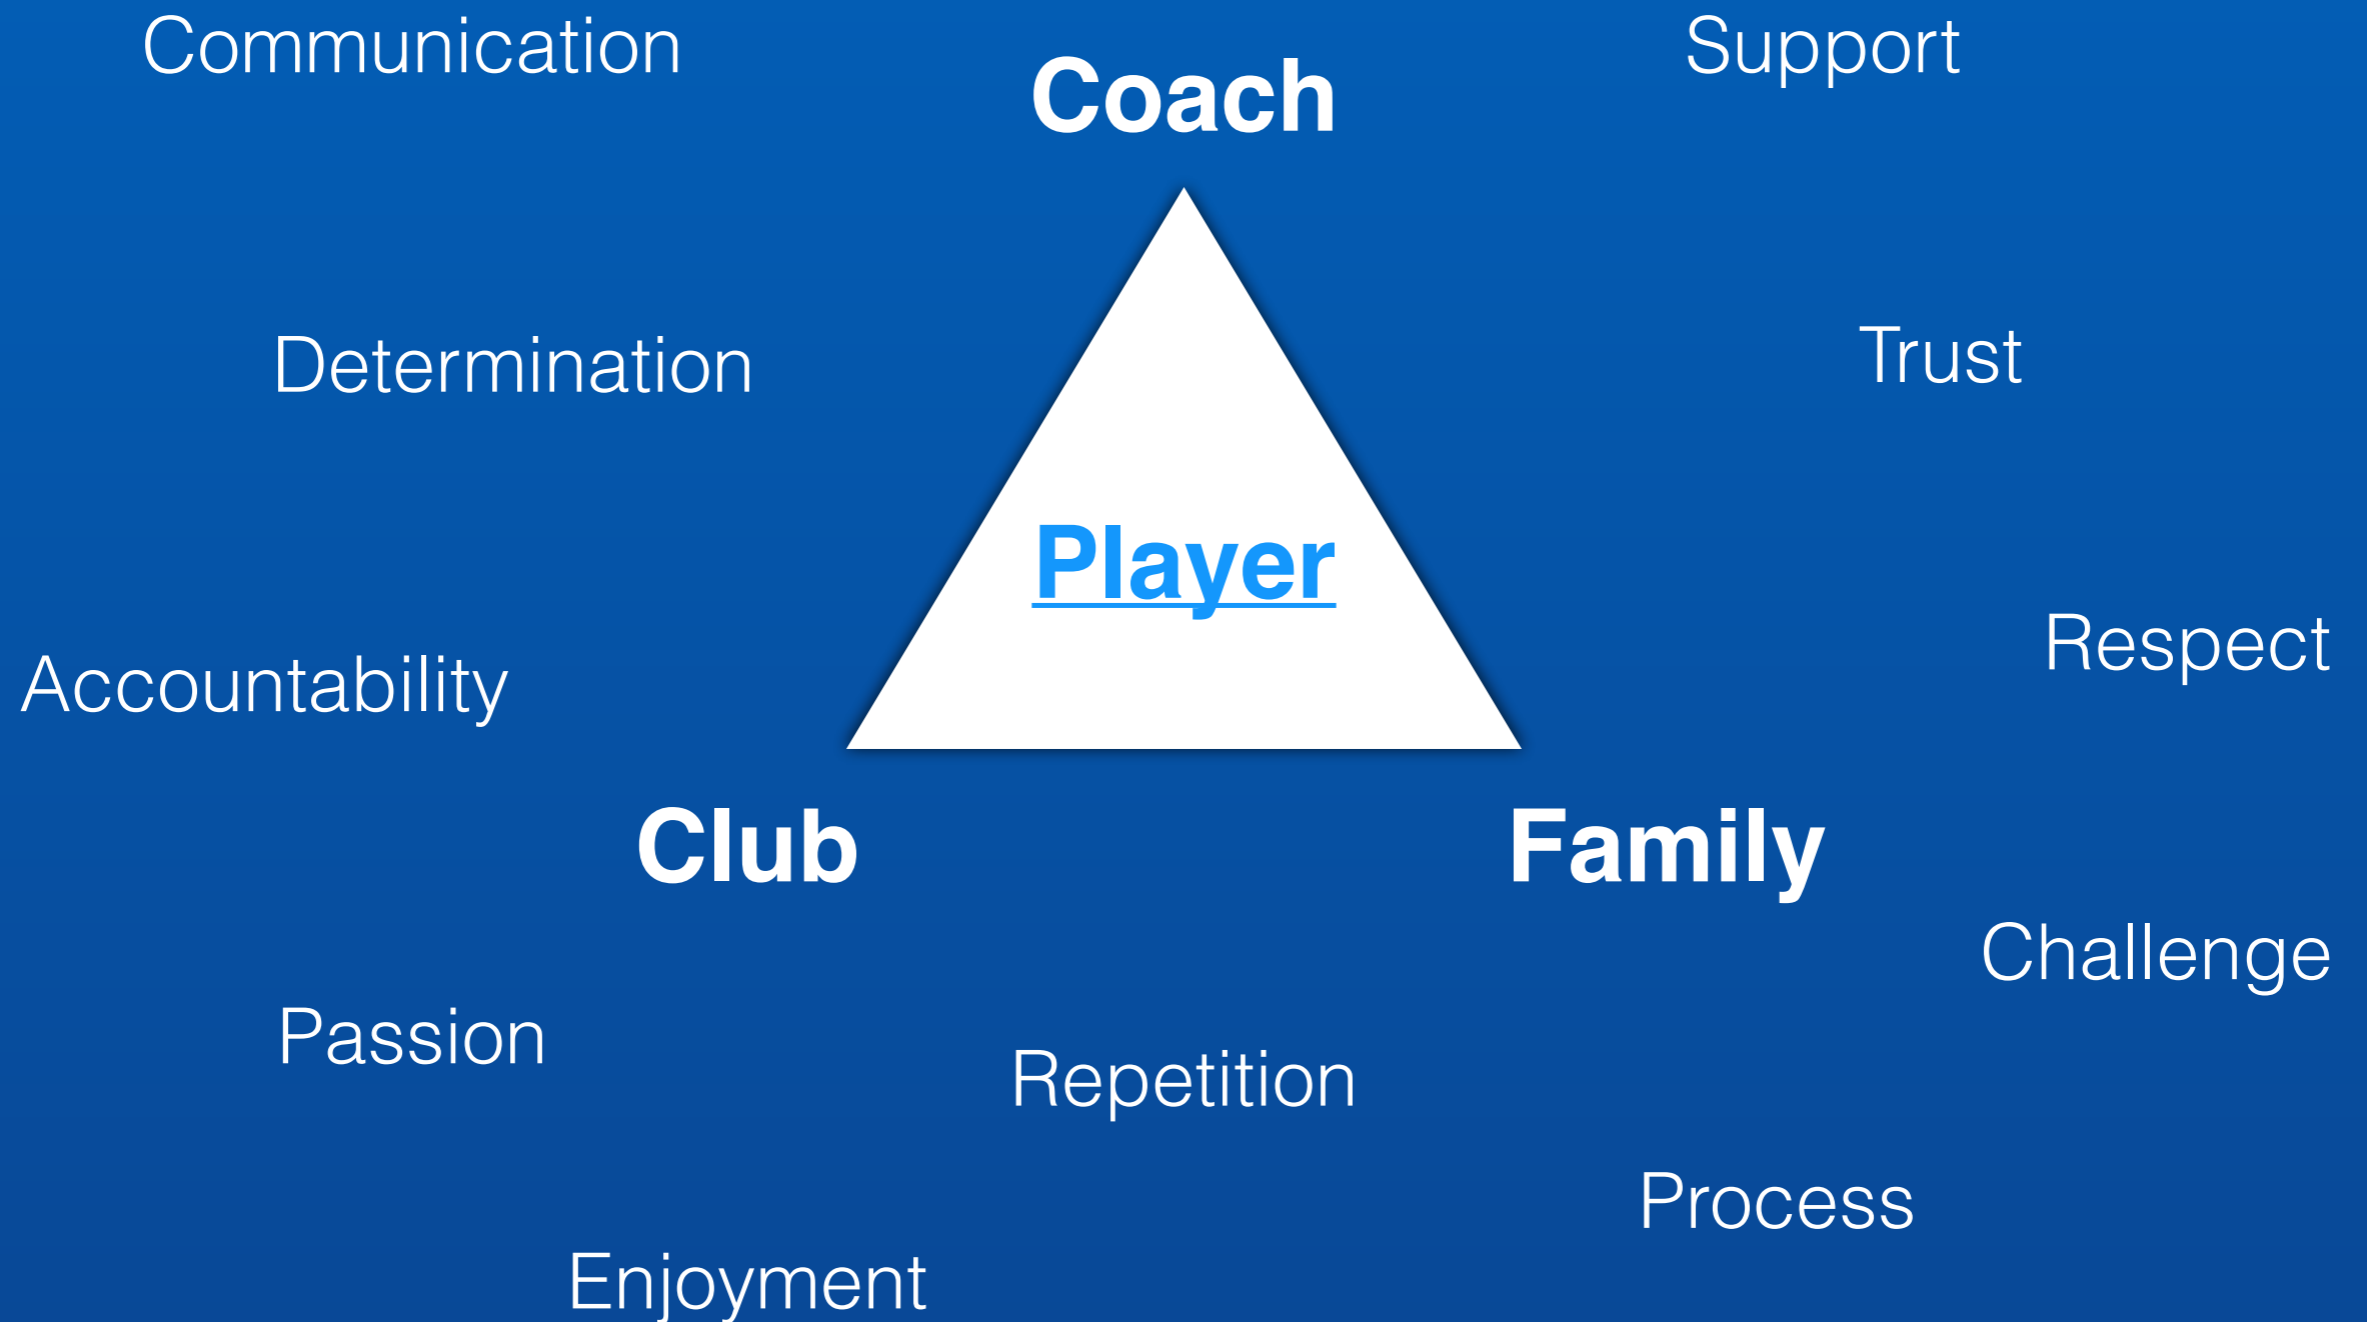 Communication
Support
Coach
Determination
Trust
Player
Accountability
Respect
Club
Family
Challenge
Passion
Repetition
Process
Enjoyment